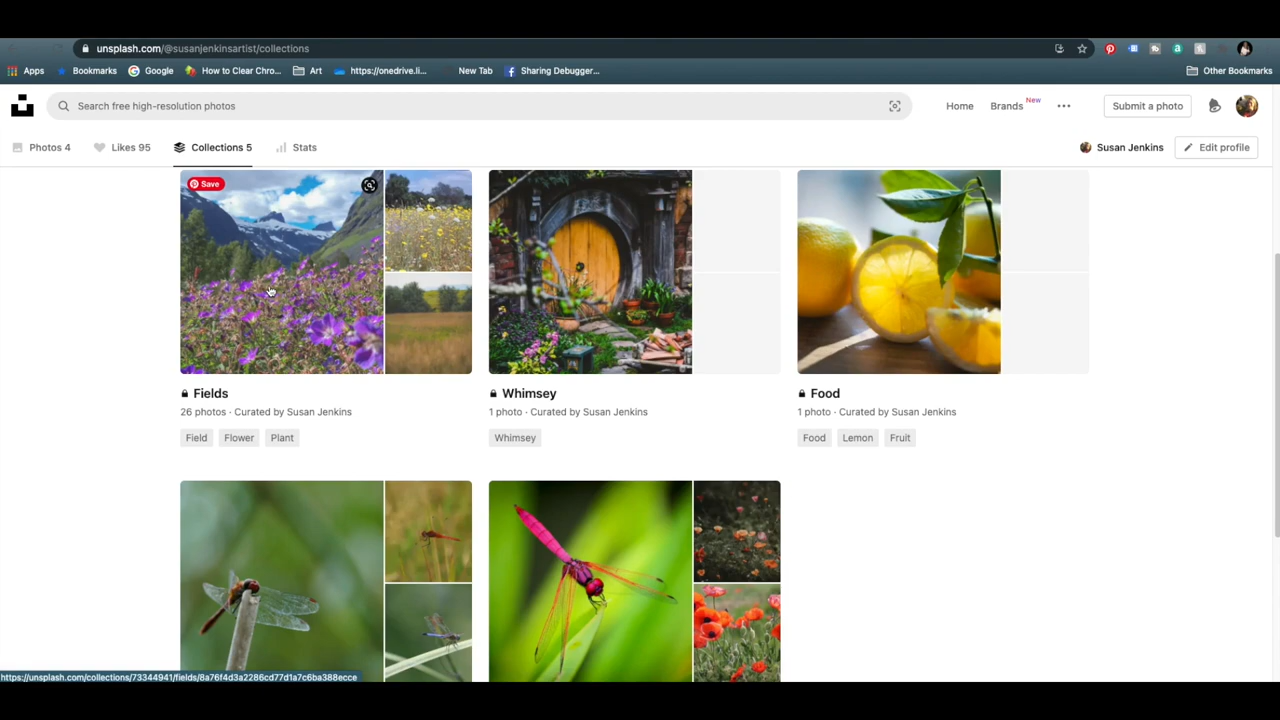 unsplash.com/@susanjenkinsartist/collections
Apps Bookmarks Google How to Clear Chro... Art https://onedrive.li... New Tab Sharing Debugger... Other Bookmarks
Search free high-resolution photos Home Brands New Submit a photo
Photos 4 Likes 95 Collections 5 Stats Susan Jenkins Edit profile
Save
Fields Whimsey Food
26 photos · Curated by Susan Jenkins 1 photo · Curated by Susan Jenkins 1 photo · Curated by Susan Jenkins
Field Flower Plant Whimsey Food Lemon Fruit
https://unsplash.com/collections/73344941/fields/8a76f4d3a2286cd77d1a7c6ba388ecce